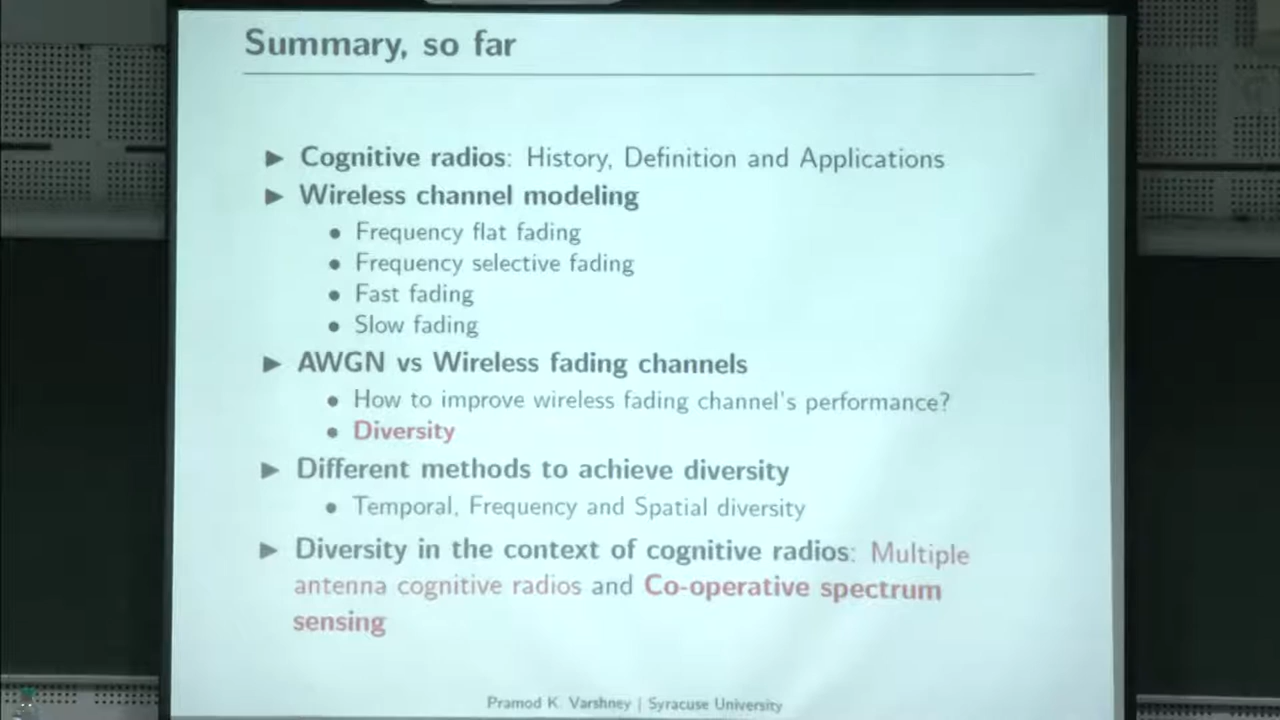 Summary, so far
▶ Cognitive radios: History, Definition and Applications
▶ Wireless channel modeling
• Frequency flat fading
• Frequency selective fading
• Fast fading
• Slow fading
▶ AWGN vs Wireless fading channels
• How to improve wireless fading channel's performance?
• Diversity
▶ Different methods to achieve diversity
• Temporal, Frequency and Spatial diversity
▶ Diversity in the context of cognitive radios: Multiple
antenna cognitive radios and Co-operative spectrum
sensing
Pramod K. Varshney | Syracuse University